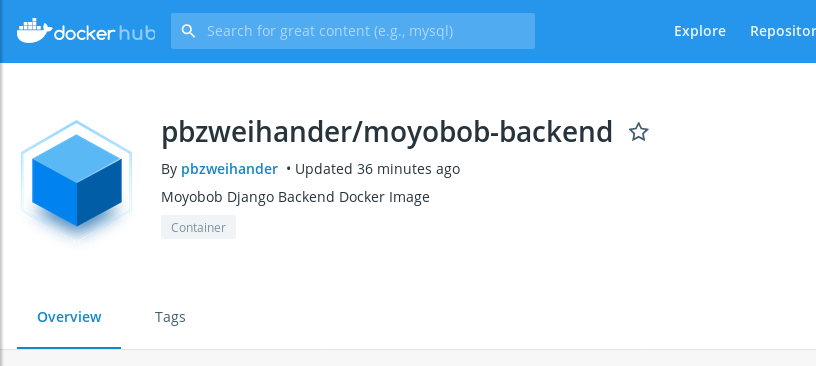 docker hub
Search for great content (e.g., mysql)
Explore
Repositor
pbzweihander/moyobob-backend
By pbzweihander • Updated 36 minutes ago
Moyobob Django Backend Docker Image
Container
Overview
Tags